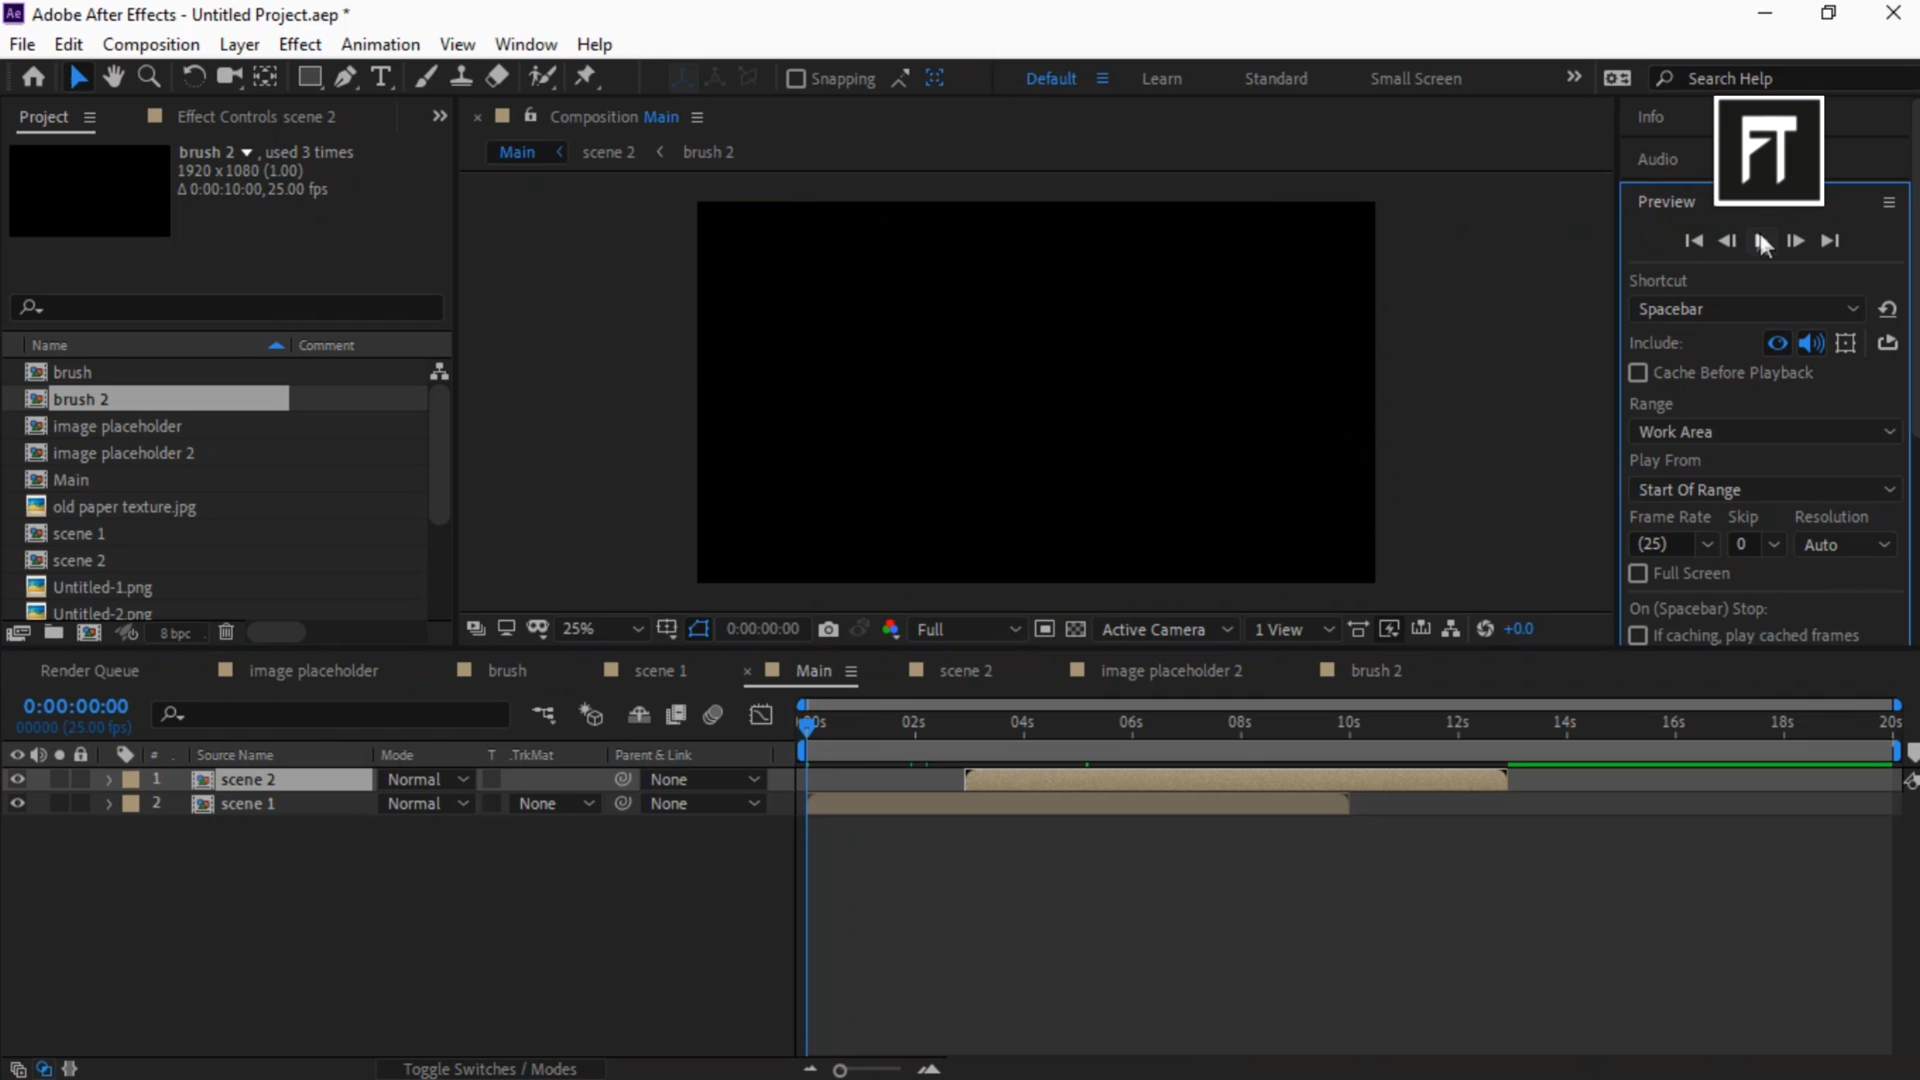 Ae Adobe After Effects - Untitled Project.aep *
File Edit Composition Layer Effect Animation View Window Help
Snapping Default Learn Standard Small Screen Search Help
Project Effect Controls scene 2 Composition Main Info
FT
Main scene 2 brush 2 Audio
brush 2 , used 3 times
1920 x 1080 (1.00)
Δ 0:00:10:00, 25.00 fps
Preview
Shortcut
Spacebar
Include:
Cache Before Playback
Range
Work Area
Play From
Start Of Range
Frame Rate Skip Resolution
(25) 0 Auto
Full Screen
On (Spacebar) Stop:
If caching, play cached frames
Name Comment
brush
brush 2
image placeholder
image placeholder 2
Main
old paper texture.jpg
scene 1
scene 2
Untitled-1.png
Untitled-2.png
8 bpc
25% 0:00:00:00 Full Active Camera 1 View +0.0
Render Queue image placeholder brush scene 1 Main scene 2 image placeholder 2 brush 2
0:00:00:00
00000 (25.00 fps)
02s 04s 06s 08s 10s 12s 14s 16s 18s 20s
# . Source Name Mode T .TrkMat Parent & Link
1 scene 2 Normal None
2 scene 1 Normal None None
Toggle Switches / Modes